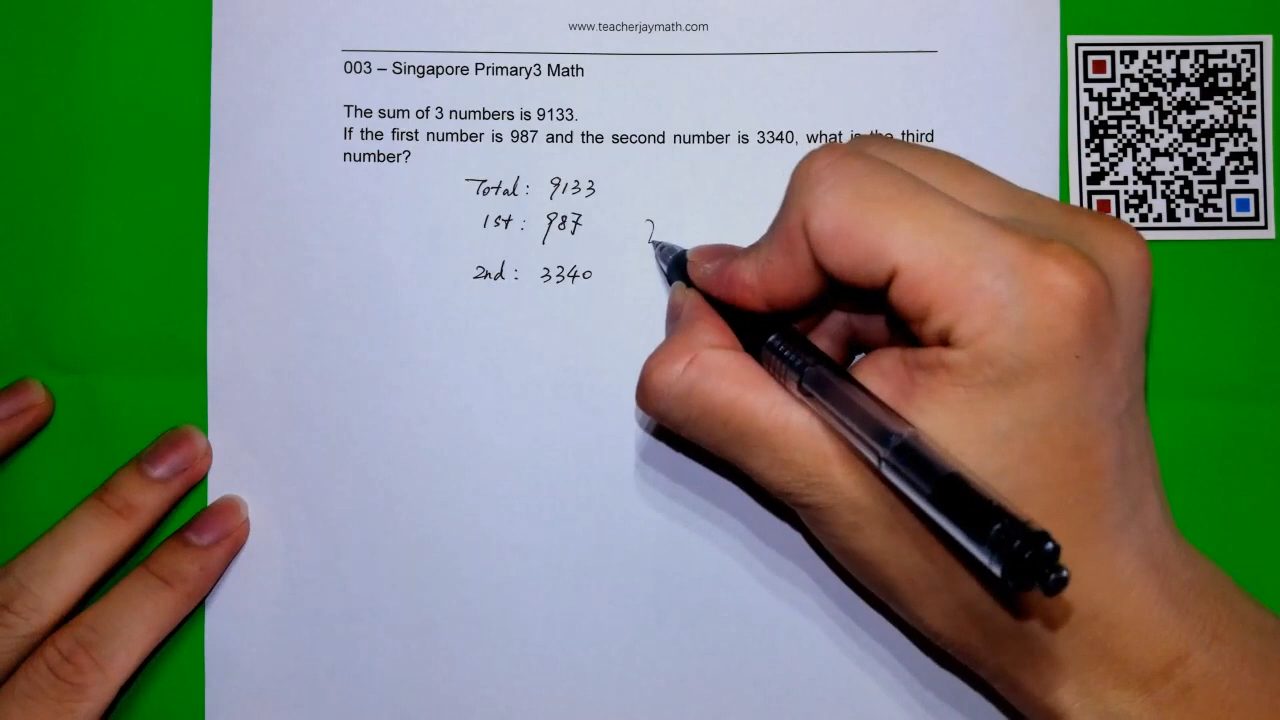 www.teacherjaymath.com
003 – Singapore Primary3 Math
The sum of 3 numbers is 9133.
If the first number is 987 and the second number is 3340, what is the third
number?
Total: 9133
1st: 987
2nd: 3340